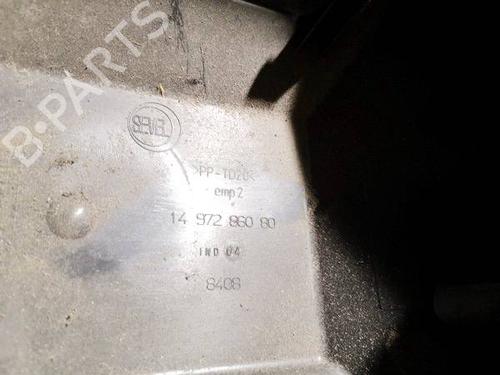 B-PARTS
SEVEL
PP-TD20
emp2
14 972 860 80
IND 04
8408